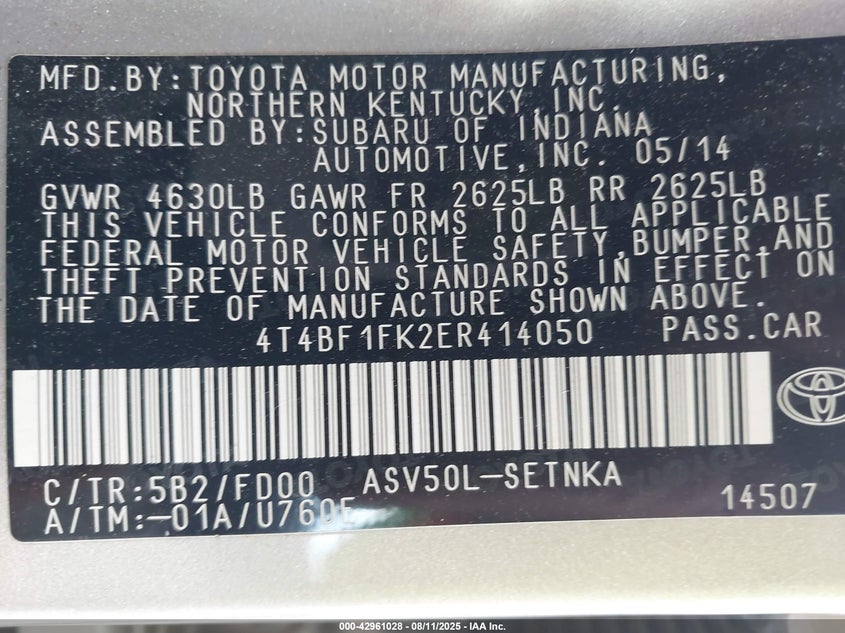 MFD.BY:TOYOTA MOTOR MANUFACTURING,
NORTHERN KENTUCKY,INC.
ASSEMBLED BY:SUBARU OF INDIANA
AUTOMOTIVE,INC. 05/14
GVWR 4630LB GAWR FR 2625LB RR 2625LB
THIS VEHICLE CONFORMS TO ALL APPLICABLE
FEDERAL MOTOR VEHICLE SAFETY,BUMPER,AND
THEFT PREVENTION STANDARDS IN EFFECT ON
THE DATE OF MANUFACTURE SHOWN ABOVE.
4T4BF1FK2ER414050 PASS.CAR
C/TR:5B2/FD00 ASV50L-SETNKA
A/TM:-01A/U760E 14507
000-42961028 - 08/11/2025 - IAA Inc.